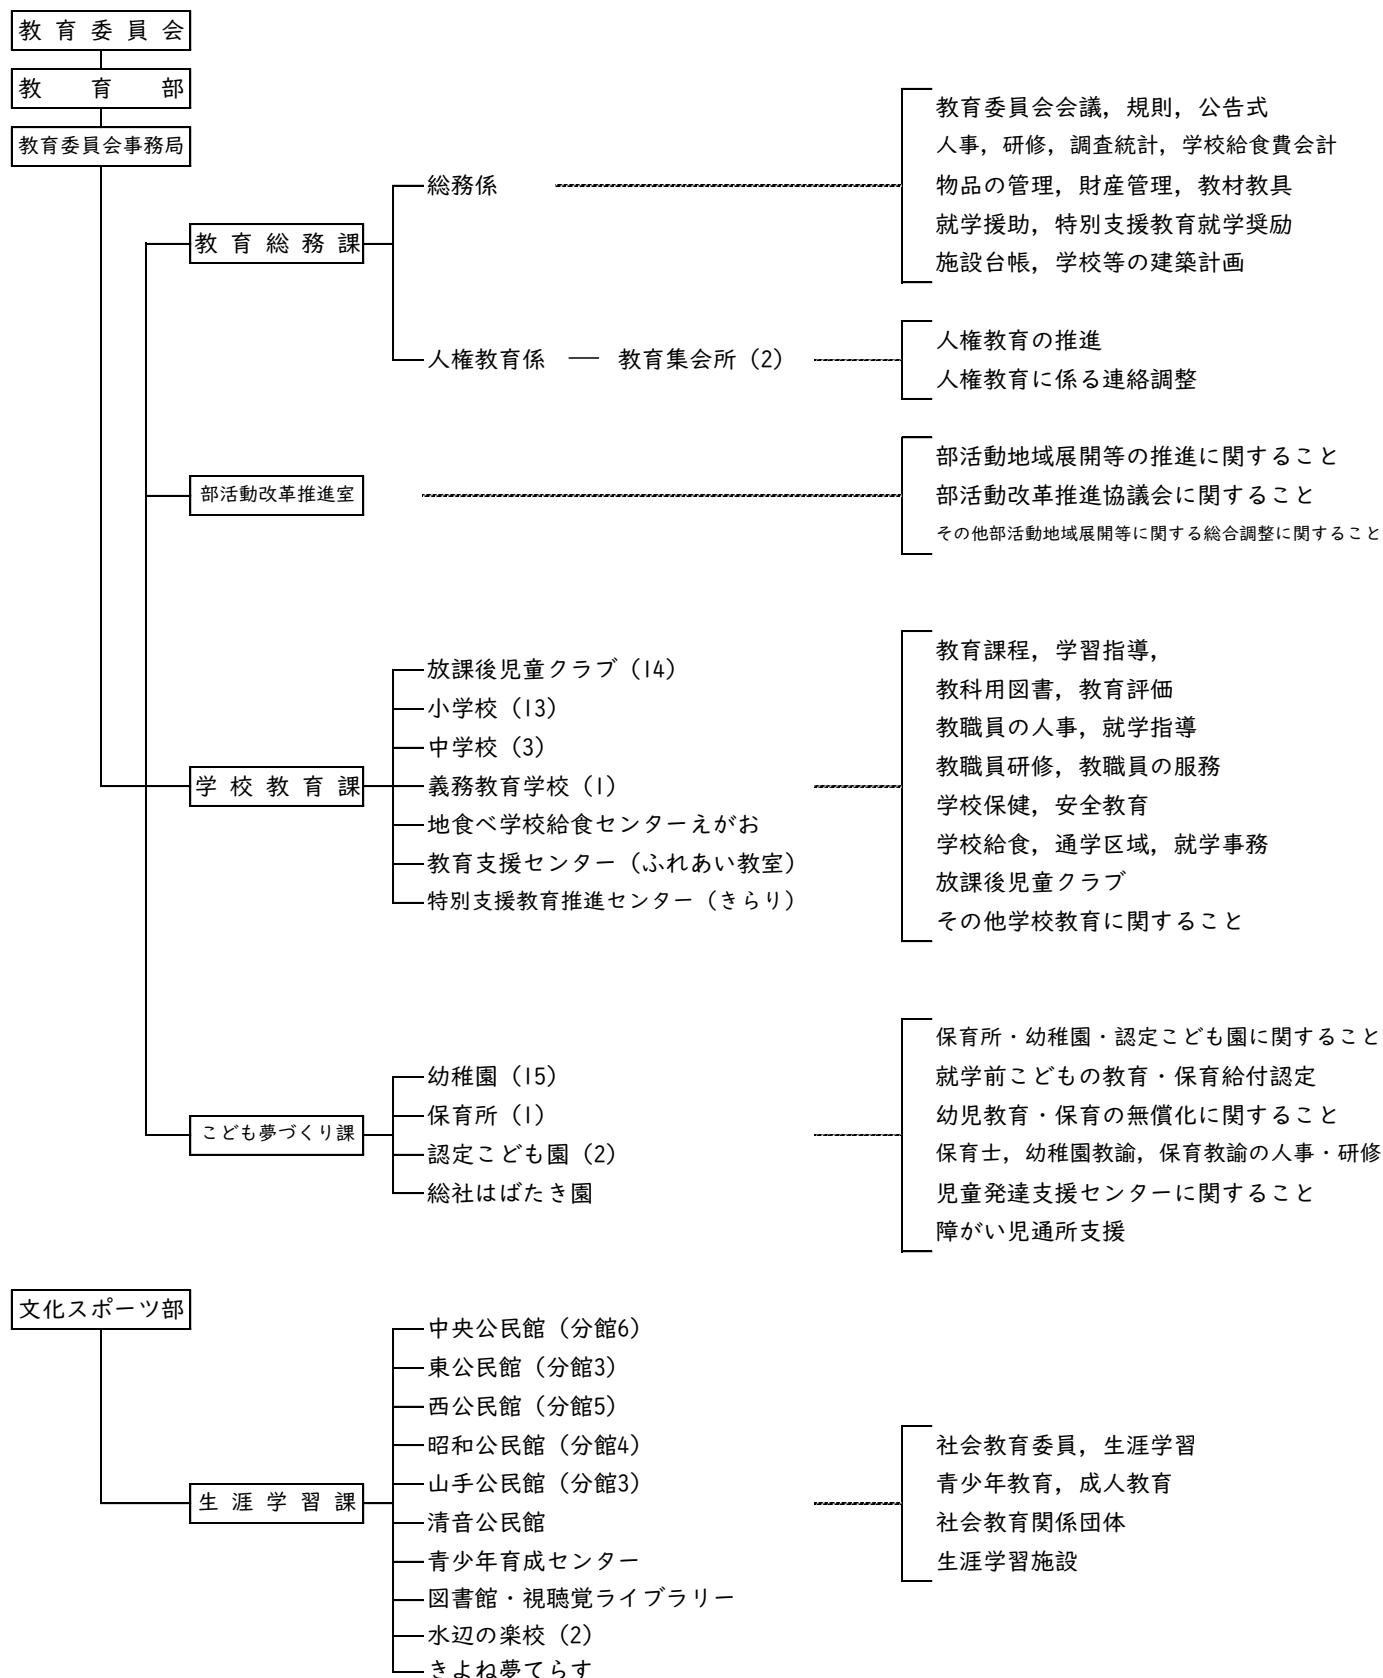 教育委員会
教育部
教育委員会事務局
教育総務課
総務係
教育委員会会議，規則，公告式
人事，研修，調査統計，学校給食費会計
物品の管理，財産管理，教材教具
就学援助，特別支援教育就学奨励
施設台帳，学校等の建築計画
人権教育係 ― 教育集会所（2）
人権教育の推進
人権教育に係る連絡調整
部活動改革推進室
部活動地域展開等の推進に関すること
部活動改革推進協議会に関すること
その他部活動地域展開等に関する総合調整に関すること
学校教育課
放課後児童クラブ（14）
小学校（13）
中学校（3）
義務教育学校（1）
地食べ学校給食センターえがお
教育支援センター（ふれあい教室）
特別支援教育推進センター（きらり）
教育課程，学習指導，
教科用図書，教育評価
教職員の人事，就学指導
教職員研修，教職員の服務
学校保健，安全教育
学校給食，通学区域，就学事務
放課後児童クラブ
その他学校教育に関すること
こども夢づくり課
幼稚園（15）
保育所（1）
認定こども園（2）
総社はばたき園
保育所・幼稚園・認定こども園に関すること
就学前こどもの教育・保育給付認定
幼児教育・保育の無償化に関すること
保育士，幼稚園教諭，保育教諭の人事・研修
児童発達支援センターに関すること
障がい児通所支援
文化スポーツ部
生涯学習課
中央公民館（分館6）
東公民館（分館3）
西公民館（分館5）
昭和公民館（分館4）
山手公民館（分館3）
清音公民館
青少年育成センター
図書館・視聴覚ライブラリー
水辺の楽校（2）
きよね夢てらす
社会教育委員，生涯学習
青少年教育，成人教育
社会教育関係団体
生涯学習施設